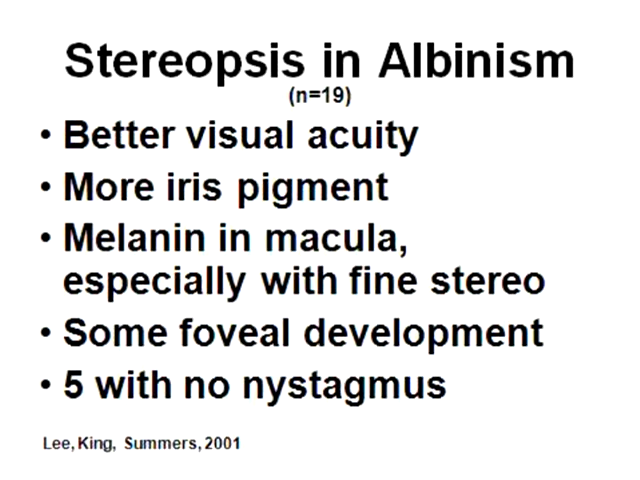 Stereopsis in Albinism
(n=19)
• Better visual acuity
• More iris pigment
• Melanin in macula,
especially with fine stereo
• Some foveal development
• 5 with no nystagmus
Lee, King, Summers, 2001